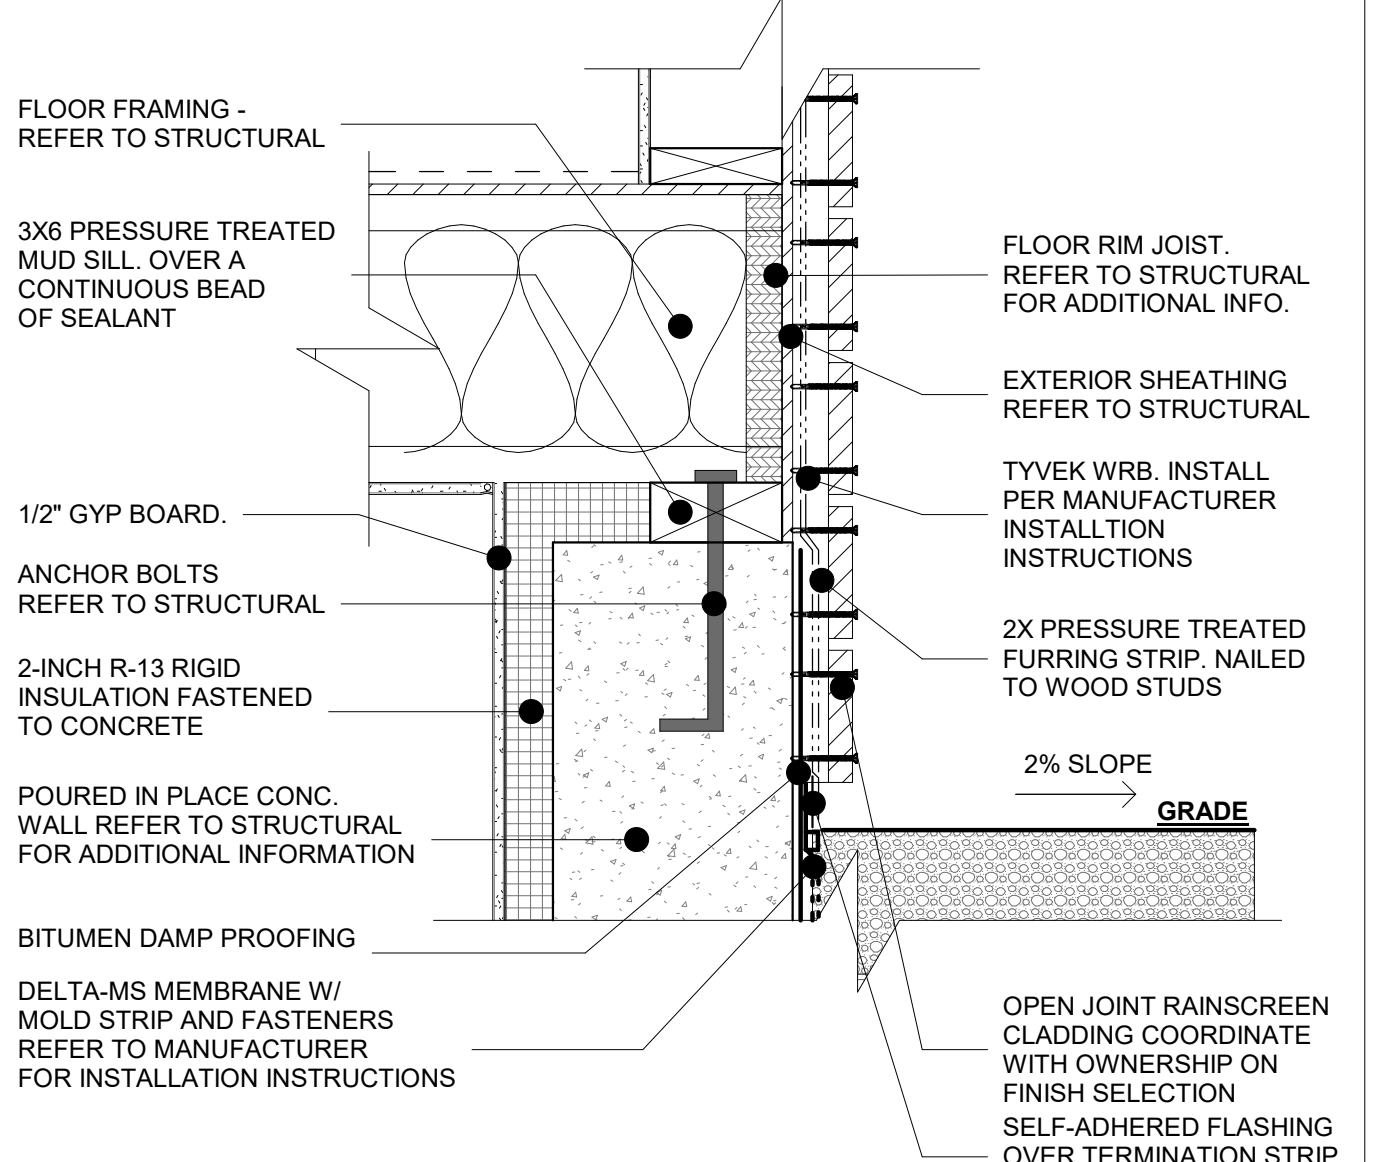 FLOOR FRAMING -
REFER TO STRUCTURAL
3X6 PRESSURE TREATED
MUD SILL. OVER A
CONTINUOUS BEAD
OF SEALANT
1/2" GYP BOARD.
ANCHOR BOLTS
REFER TO STRUCTURAL
2-INCH R-13 RIGID
INSULATION FASTENED
TO CONCRETE
POURED IN PLACE CONC.
WALL REFER TO STRUCTURAL
FOR ADDITIONAL INFORMATION
BITUMEN DAMP PROOFING
DELTA-MS MEMBRANE W/
MOLD STRIP AND FASTENERS
REFER TO MANUFACTURER
FOR INSTALLATION INSTRUCTIONS
FLOOR RIM JOIST.
REFER TO STRUCTURAL
FOR ADDITIONAL INFO.
EXTERIOR SHEATHING
REFER TO STRUCTURAL
TYVEK WRB. INSTALL
PER MANUFACTURER
INSTALLTION
INSTRUCTIONS
2X PRESSURE TREATED
FURRING STRIP. NAILED
TO WOOD STUDS
2% SLOPE
GRADE
OPEN JOINT RAINSCREEN
CLADDING COORDINATE
WITH OWNERSHIP ON
FINISH SELECTION
SELF-ADHERED FLASHING
OVER TERMINATION STRIP